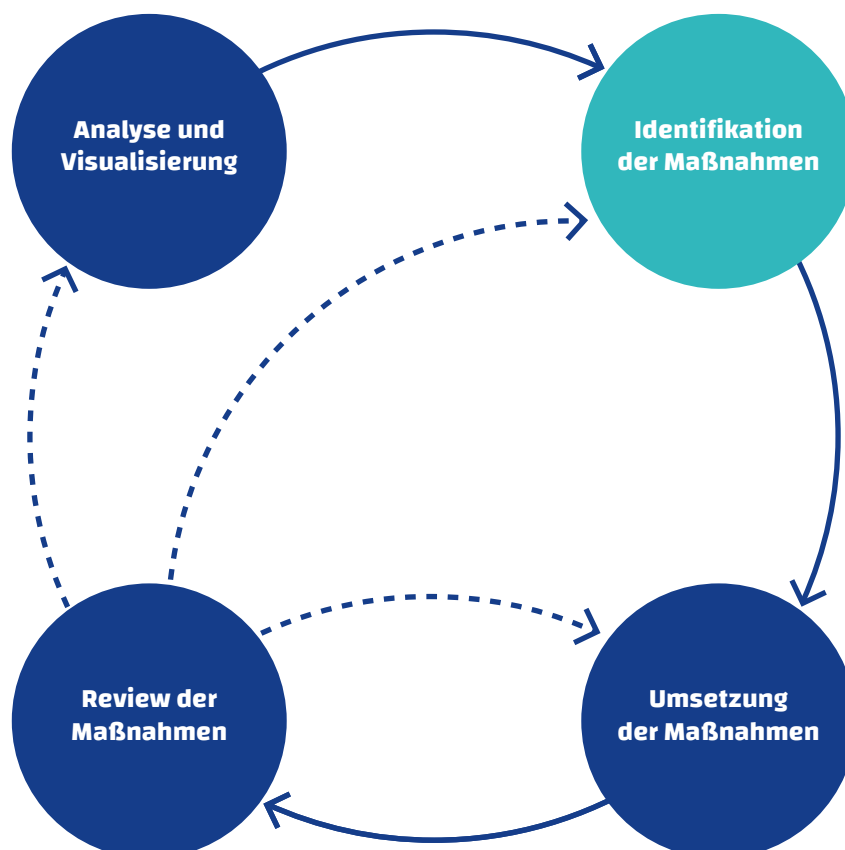 Analyse und
Visualisierung
Identifikation
der Maßnahmen
Review der
Maßnahmen
Umsetzung
der Maßnahmen